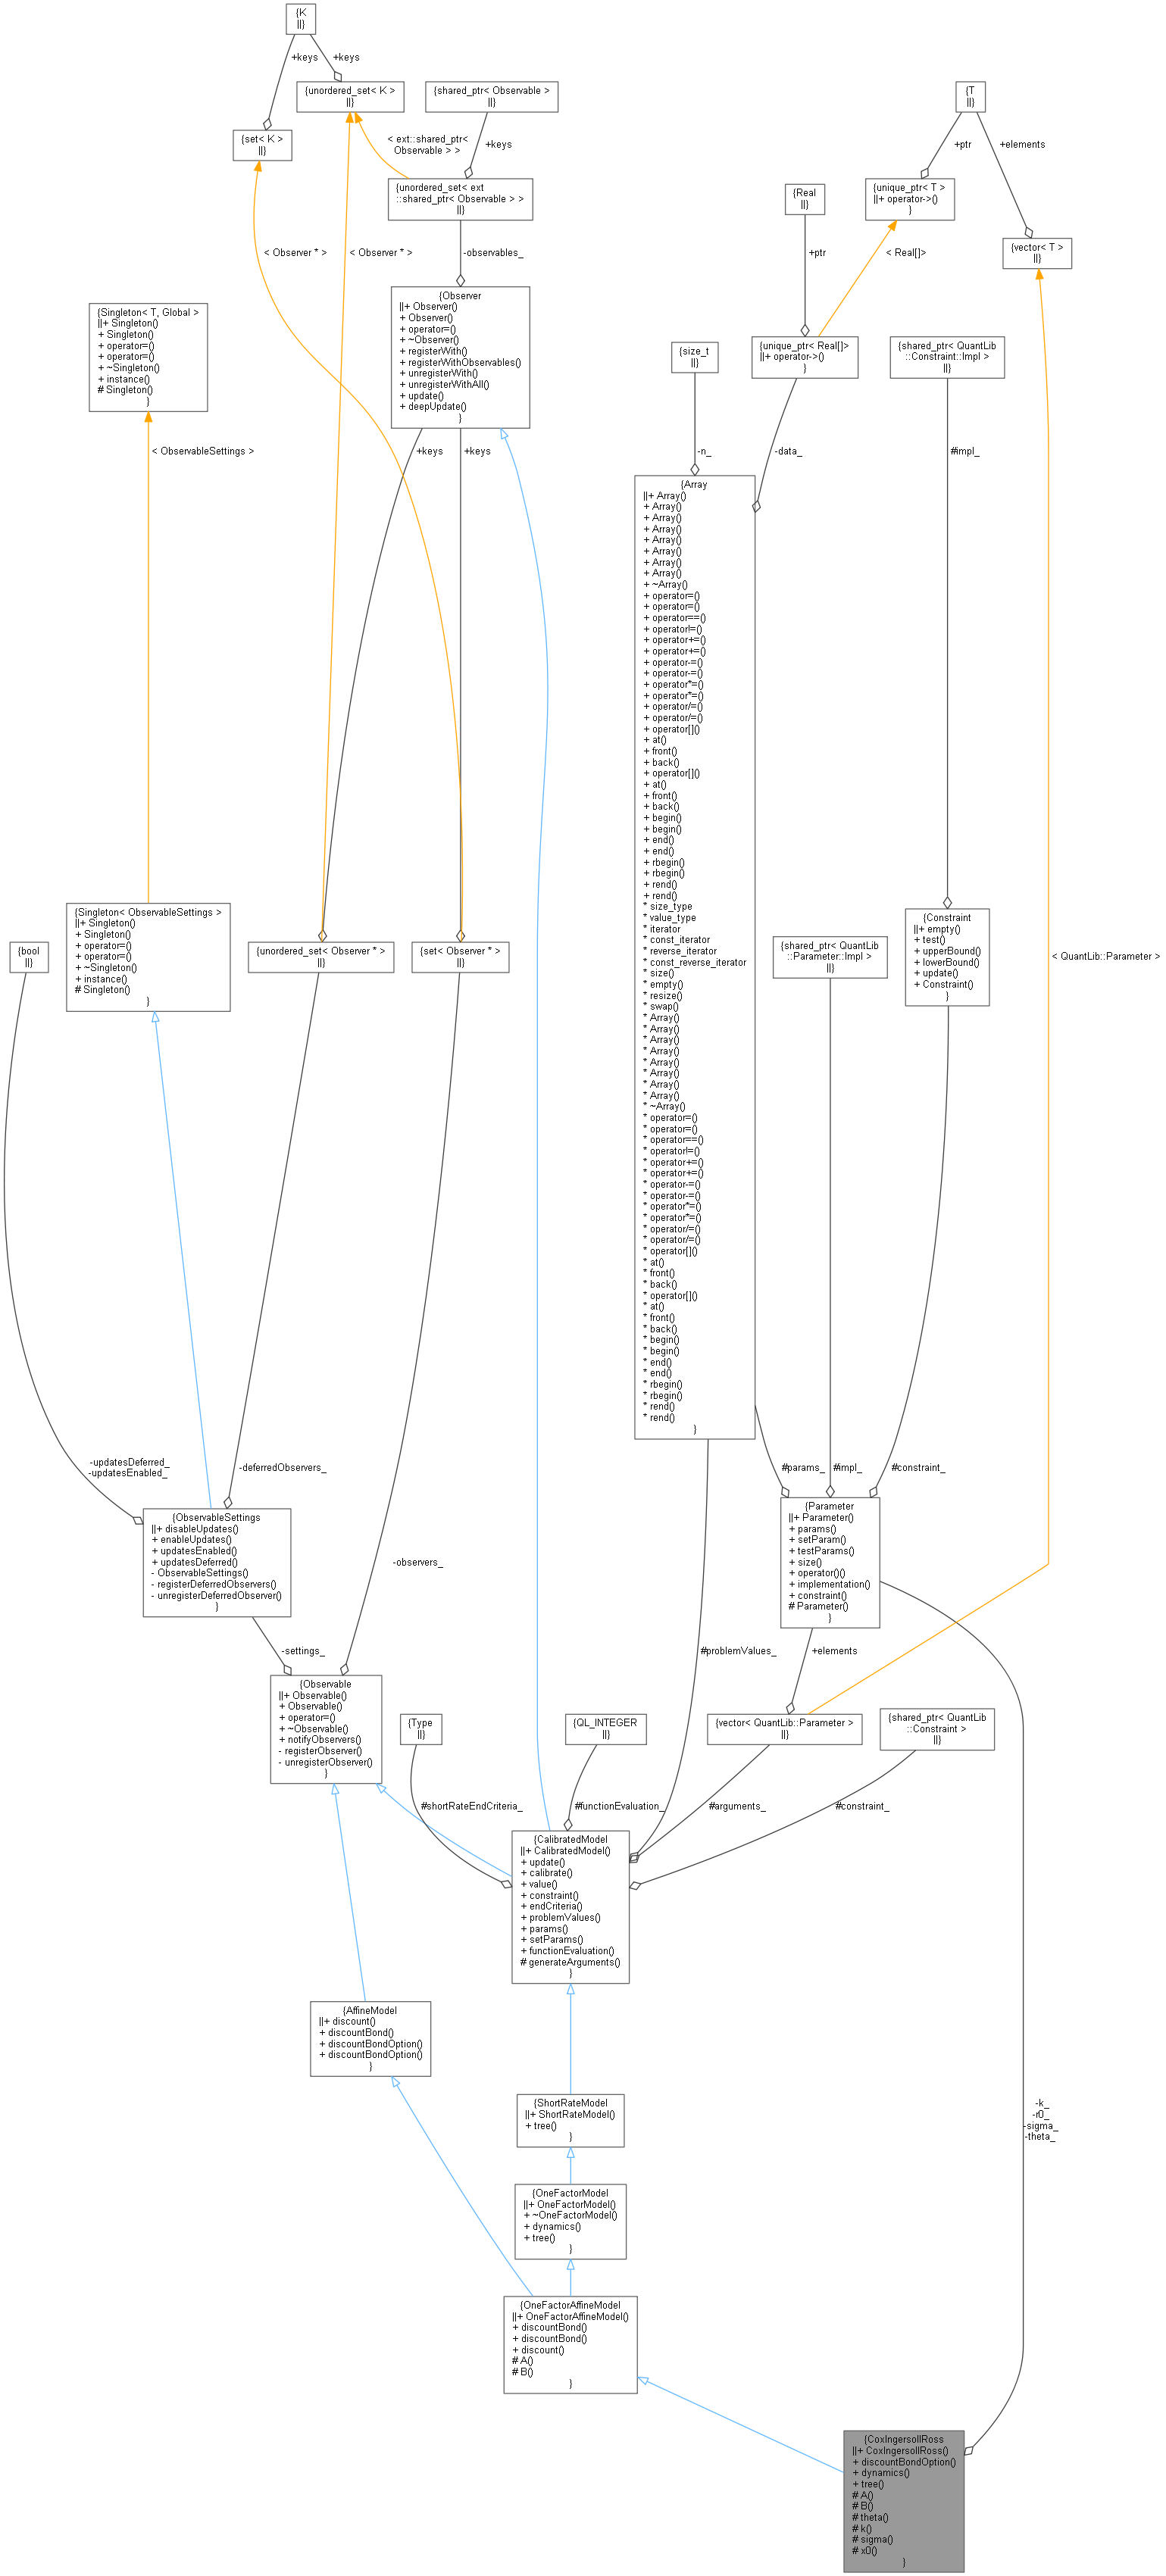 {K
||}
+keys
+keys
{unordered_set< K >
||}
{shared_ptr< Observable >
||}
{T
||}
{set< K >
||}
< ext::shared_ptr<
Observable > >
+keys
+ptr
+elements
{unordered_set< ext
::shared_ptr< Observable > >
||}
{Real
||}
{unique_ptr< T >
||+ operator->()
}
{vector< T >
||}
< Observer * >
< Observer * >
-observables_
+ptr
< Real[]>
{Singleton< T, Global >
||+ Singleton()
+ Singleton()
+ operator=()
+ operator=()
+ ~Singleton()
+ instance()
# Singleton()
}
{Observer
||+ Observer()
+ Observer()
+ operator=()
+ ~Observer()
+ registerWith()
+ registerWithObservables()
+ unregisterWith()
+ unregisterWithAll()
+ update()
+ deepUpdate()
}
{size_t
||}
{unique_ptr< Real[]>
||+ operator->()
}
{shared_ptr< QuantLib
::Constraint::Impl >
||}
< ObservableSettings >
+keys
+keys
-n_
-data_
#impl_
{Array
||+ Array()
+ Array()
+ Array()
+ Array()
+ Array()
+ Array()
+ Array()
+ Array()
+ ~Array()
+ operator=()
+ operator=()
+ operator==()
+ operator!=()
+ operator+=()
+ operator+=()
+ operator-=()
+ operator-=()
+ operator*=()
+ operator*=()
+ operator/=()
+ operator/=()
+ operator[]()
+ at()
+ front()
+ back()
+ operator[]()
+ at()
+ front()
+ back()
+ begin()
+ begin()
+ end()
+ end()
+ rbegin()
+ rbegin()
+ rend()
+ rend()
* size_type
* value_type
* iterator
* const_iterator
* reverse_iterator
* const_reverse_iterator
* size()
* empty()
* resize()
* swap()
* Array()
* Array()
* Array()
* Array()
* Array()
* Array()
* Array()
* Array()
* ~Array()
* operator=()
* operator=()
* operator==()
* operator!=()
* operator+=()
* operator+=()
* operator-=()
* operator-=()
* operator*=()
* operator*=()
* operator/=()
* operator/=()
* operator[]()
* at()
* front()
* back()
* operator[]()
* at()
* front()
* back()
* begin()
* begin()
* end()
* end()
* rbegin()
* rbegin()
* rend()
* rend()
}
{Singleton< ObservableSettings >
||+ Singleton()
+ Singleton()
+ operator=()
+ operator=()
+ ~Singleton()
+ instance()
# Singleton()
}
{bool
||}
{unordered_set< Observer * >
||}
{set< Observer * >
||}
{shared_ptr< QuantLib
::Parameter::Impl >
||}
{Constraint
||+ empty()
+ test()
+ upperBound()
+ lowerBound()
+ update()
+ Constraint()
}
< QuantLib::Parameter >
-updatesDeferred_
-updatesEnabled_
-deferredObservers_
#params_
#impl_
#constraint_
{ObservableSettings
||+ disableUpdates()
+ enableUpdates()
+ updatesEnabled()
+ updatesDeferred()
- ObservableSettings()
- registerDeferredObservers()
- unregisterDeferredObserver()
}
-observers_
{Parameter
||+ Parameter()
+ params()
+ setParam()
+ testParams()
+ size()
+ operator()()
+ implementation()
+ constraint()
# Parameter()
}
-settings_
#problemValues_
+elements
{Observable
||+ Observable()
+ Observable()
+ operator=()
+ ~Observable()
+ notifyObservers()
- registerObserver()
- unregisterObserver()
}
{Type
||}
{QL_INTEGER
||}
{vector< QuantLib::Parameter >
||}
{shared_ptr< QuantLib
::Constraint >
||}
#shortRateEndCriteria_
#functionEvaluation_
#arguments_
#constraint_
{CalibratedModel
||+ CalibratedModel()
+ update()
+ calibrate()
+ value()
+ constraint()
+ endCriteria()
+ problemValues()
+ params()
+ setParams()
+ functionEvaluation()
# generateArguments()
}
{AffineModel
||+ discount()
+ discountBond()
+ discountBondOption()
+ discountBondOption()
}
{ShortRateModel
||+ ShortRateModel()
+ tree()
}
-k_
-r0_
-sigma_
-theta_
{OneFactorModel
||+ OneFactorModel()
+ ~OneFactorModel()
+ dynamics()
+ tree()
}
{OneFactorAffineModel
||+ OneFactorAffineModel()
+ discountBond()
+ discountBond()
+ discount()
# A()
# B()
}
{CoxIngersollRoss
||+ CoxIngersollRoss()
+ discountBondOption()
+ dynamics()
+ tree()
# A()
# B()
# theta()
# k()
# sigma()
# x0()
}